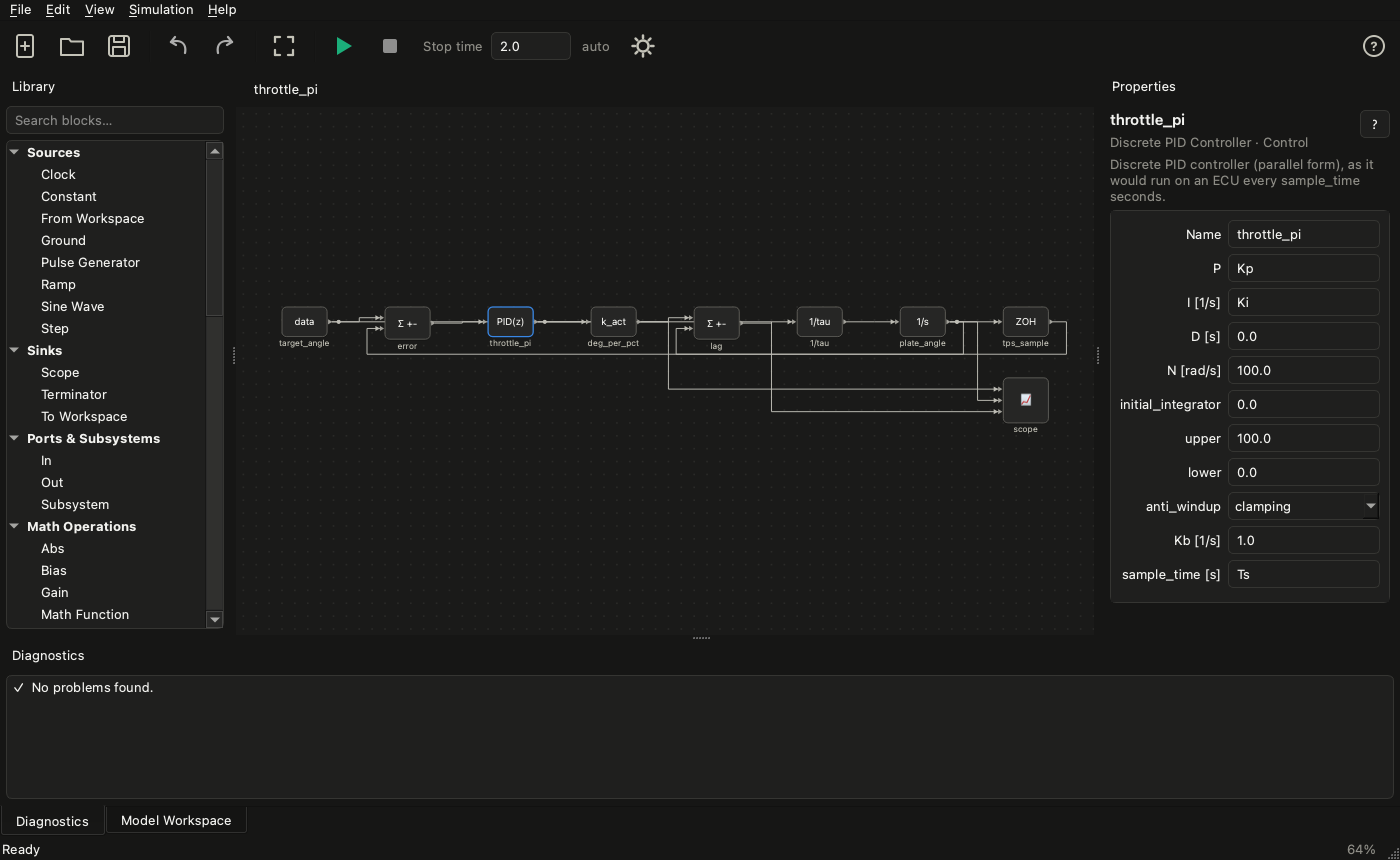 File Edit View Simulation Help
Stop time 2.0 auto
?
Library
throttle_pi
Properties
Search blocks...
Sources
Clock
Constant
From Workspace
Ground
Pulse Generator
Ramp
Sine Wave
Step
Sinks
Scope
Terminator
To Workspace
Ports & Subsystems
In
Out
Subsystem
Math Operations
Abs
Bias
Gain
Math Function
data
target_angle
Σ +-
error
PID(z)
throttle_pi
k_act
deg_per_pct
Σ +-
lag
1/tau
1/tau
1/s
plate_angle
ZOH
tps_sample
scope
throttle_pi
?
Discrete PID Controller · Control
Discrete PID controller (parallel form), as it
would run on an ECU every sample_time
seconds.
Name throttle_pi
P Kp
I [1/s] Ki
D [s] 0.0
N [rad/s] 100.0
initial_integrator 0.0
upper 100.0
lower 0.0
anti_windup clamping
Kb [1/s] 1.0
sample_time [s] Ts
Diagnostics
✓ No problems found.
Diagnostics Model Workspace
Ready 64%